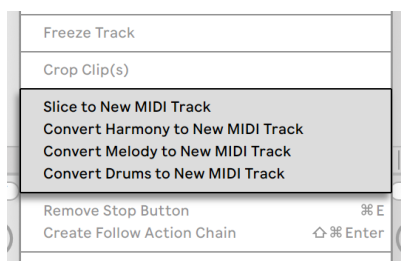 Freeze Track
Crop Clip(s)
Slice to New MIDI Track
Convert Harmony to New MIDI Track
Convert Melody to New MIDI Track
Convert Drums to New MIDI Track
Remove Stop Button ⌘ E
Create Follow Action Chain ⇧ ⌘ Enter